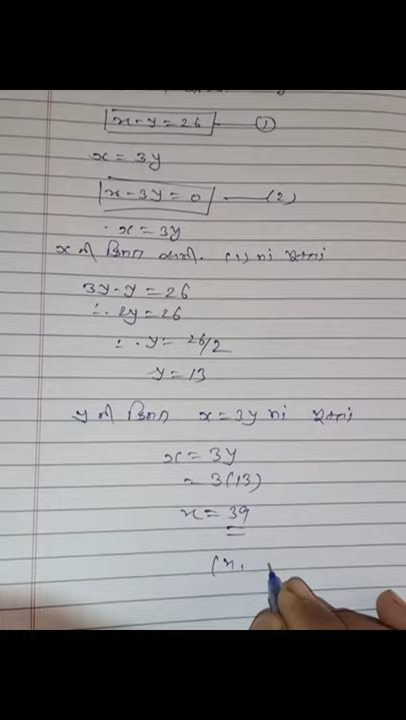 x - y = 26 — (1)
x = 3y
x - 3y = 0 — (2)
x = 3y
x ની કિંમત સમી. (1) માં મુકતાં
3y - y = 26
∴ 2y = 26
∴ y = 26/2
y = 13
y ની કિંમત x = 3y માં મુકતાં
x = 3y
= 3(13)
x = 39
(x,